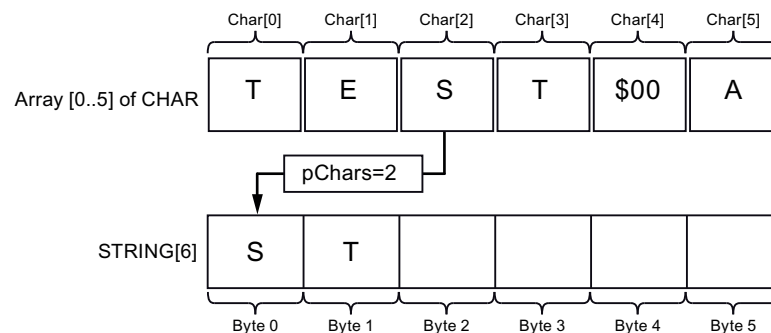 Char[0] Char[1] Char[2] Char[3] Char[4] Char[5]
Array [0..5] of CHAR T E S T $00 A
pChars=2
STRING[6] S T
Byte 0 Byte 1 Byte 2 Byte 3 Byte 4 Byte 5